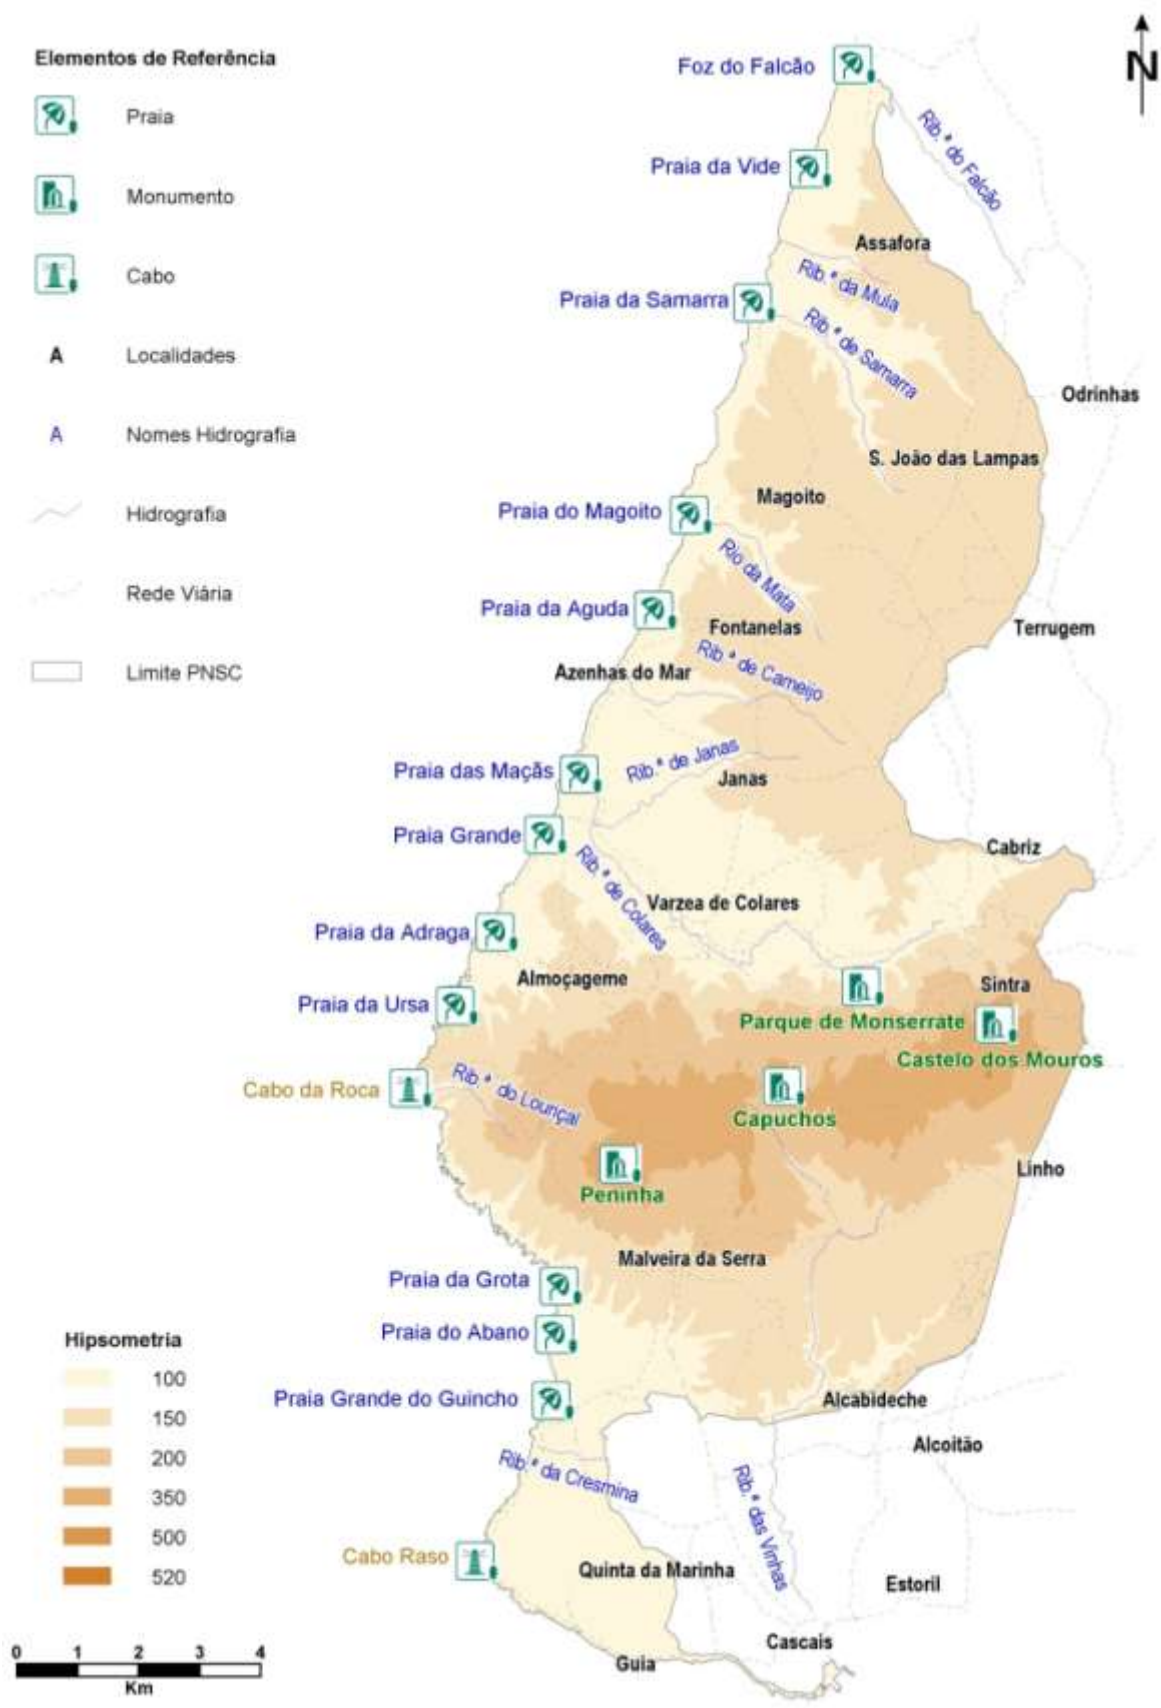 Elementos de Referência
Praia
Monumento
Cabo
A Localidades
A Nomes Hidrografia
Hidrografia
Rede Viária
Limite PNSC
N
Foz do Falcão
Rib.ª do Falcão
Praia da Vide
Assafora
Rib.ª da Mula
Praia da Samarra
Rib.ª de Samarra
Odrinhas
S. João das Lampas
Magoito
Praia do Magoito
Rio da Mata
Praia da Aguda
Fontanelas
Terrugem
Azenhas do Mar
Rib.ª de Cameijo
Rib.ª de Janas
Praia das Maçãs
Janas
Praia Grande
Cabriz
Rib.ª de Colares
Varzea de Colares
Praia da Adraga
Almoçageme
Sintra
Praia da Ursa
Parque de Monserrate
Castelo dos Mouros
Cabo da Roca
Rib.ª do Louriçal
Capuchos
Linho
Peninha
Malveira da Serra
Praia da Grota
Praia do Abano
Praia Grande do Guincho
Alcabideche
Alcoitão
Rib.ª da Cresmina
Rib.ª das Vinhas
Cabo Raso
Quinta da Marinha
Estoril
Cascais
Guia
Hipsometria
100
150
200
350
500
520
0 1 2 3 4
Km